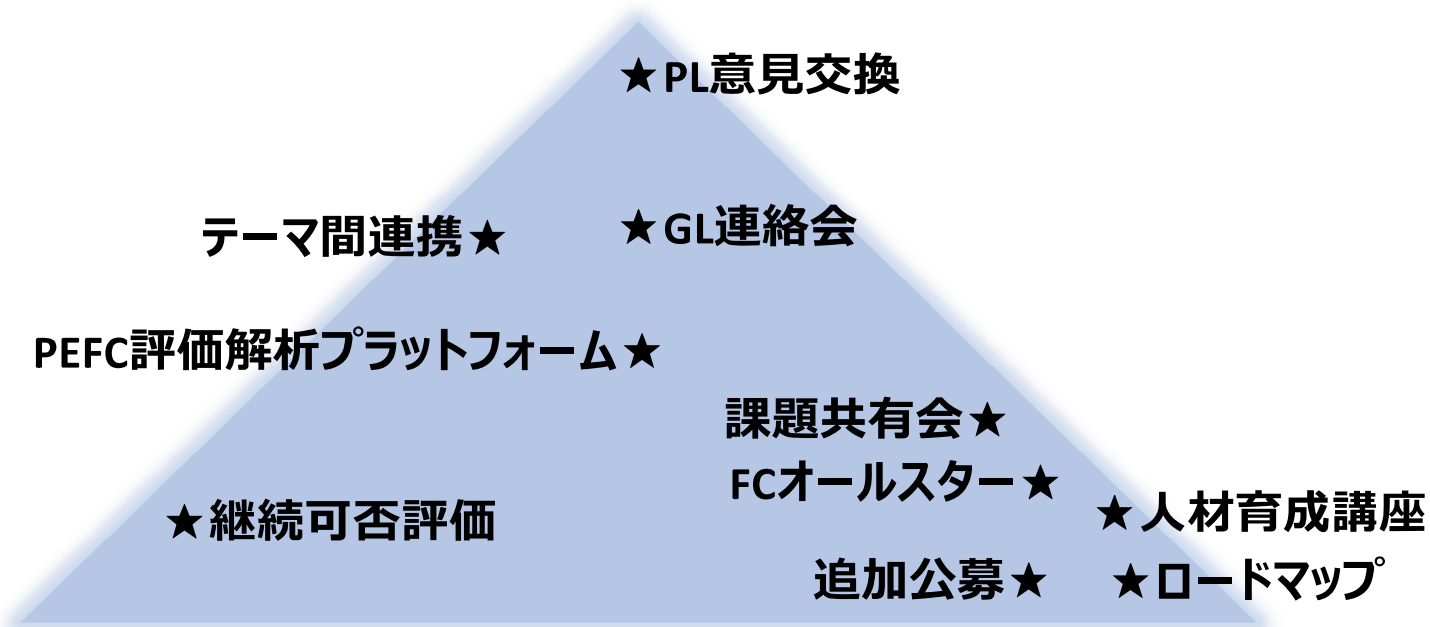 ★PL意見交換
テーマ間連携★
★GL連絡会
PEFC評価解析プラットフォーム★
課題共有会★
FCオールスター★
★継続可否評価
★人材育成講座
追加公募★
★ロードマップ